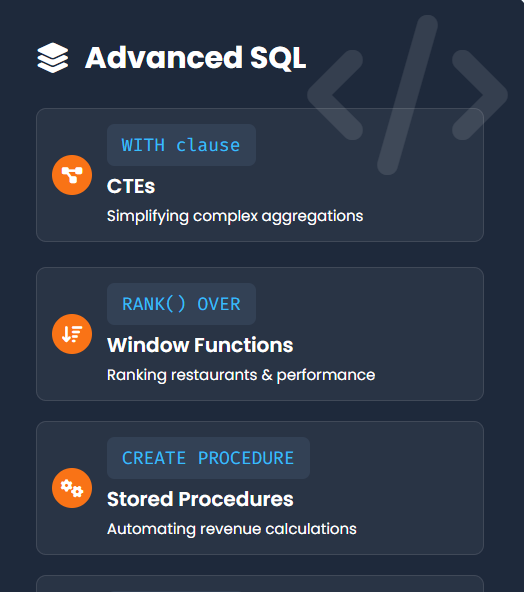 Advanced SQL
WITH clause
CTEs
Simplifying complex aggregations
RANK() OVER
Window Functions
Ranking restaurants & performance
CREATE PROCEDURE
Stored Procedures
Automating revenue calculations